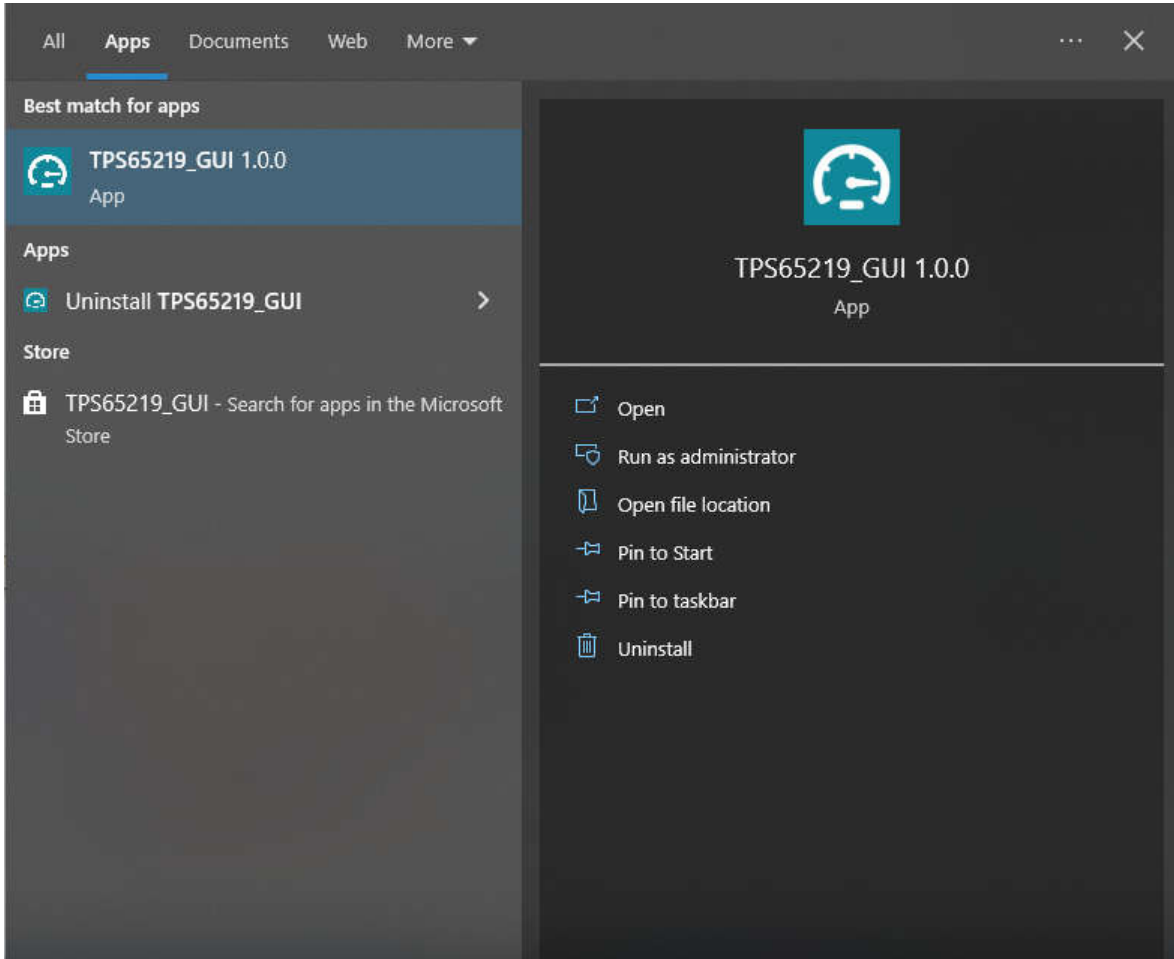 All Apps Documents Web More
Best match for apps
TPS65219_GUI 1.0.0
App
Apps
Uninstall TPS65219_GUI
Store
TPS65219_GUI - Search for apps in the Microsoft
Store
TPS65219_GUI 1.0.0
App
Open
Run as administrator
Open file location
Pin to Start
Pin to taskbar
Uninstall